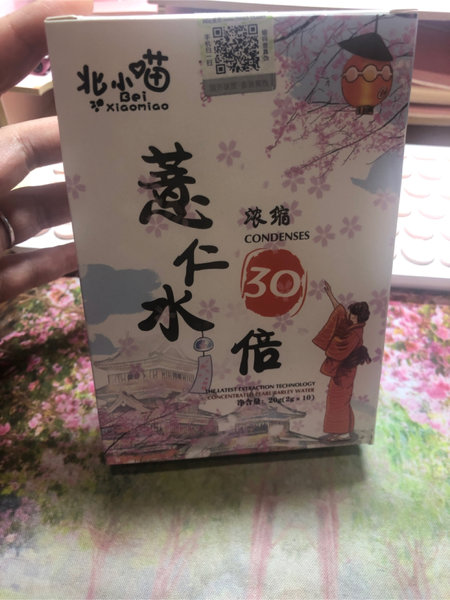 北小喵
Bei
Xiaomiao
薏仁水
浓缩
CONDENSES
30
倍
THE LATEST EXTRACTION TECHNOLOGY
CONCENTRATED PEARL BARLEY WATER
净含量: 20g(2g×10)